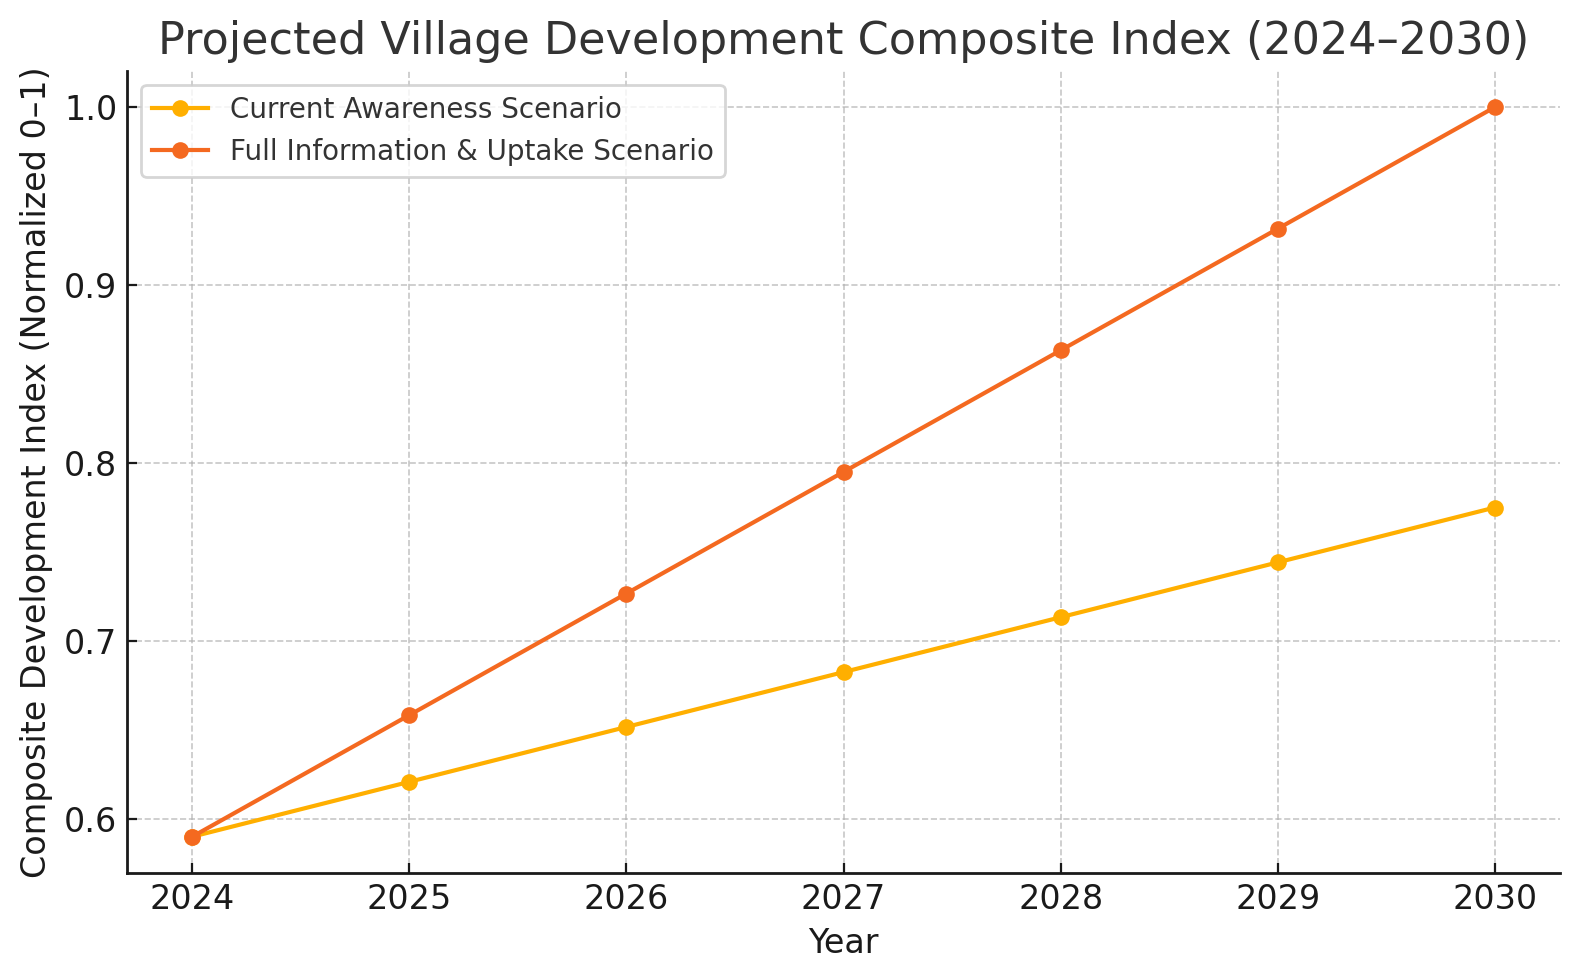 Projected Village Development Composite Index (2024–2030)
Current Awareness Scenario
Full Information & Uptake Scenario
Composite Development Index (Normalized 0–1)
1.0
0.9
0.8
0.7
0.6
2024 2025 2026 2027 2028 2029 2030
Year